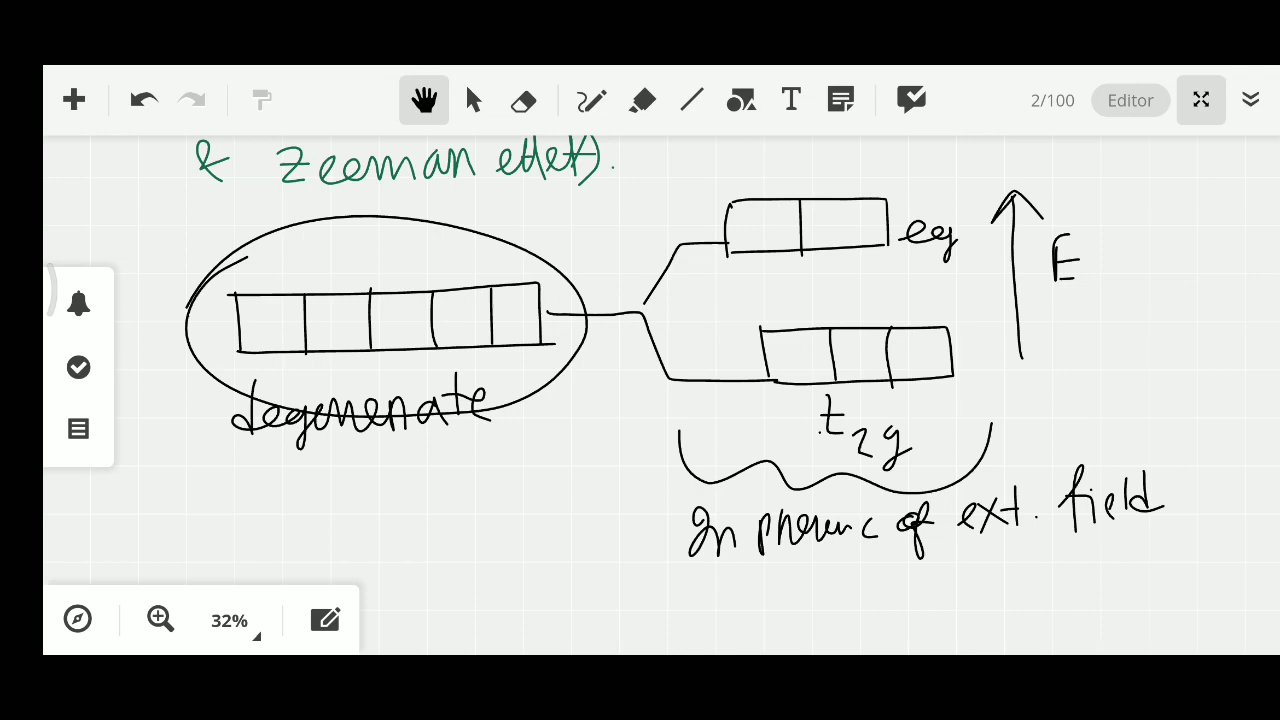 2/100 Editor
& Zeeman effect).
eg
E
degenerate
t2g
In presence of ext. field
32%